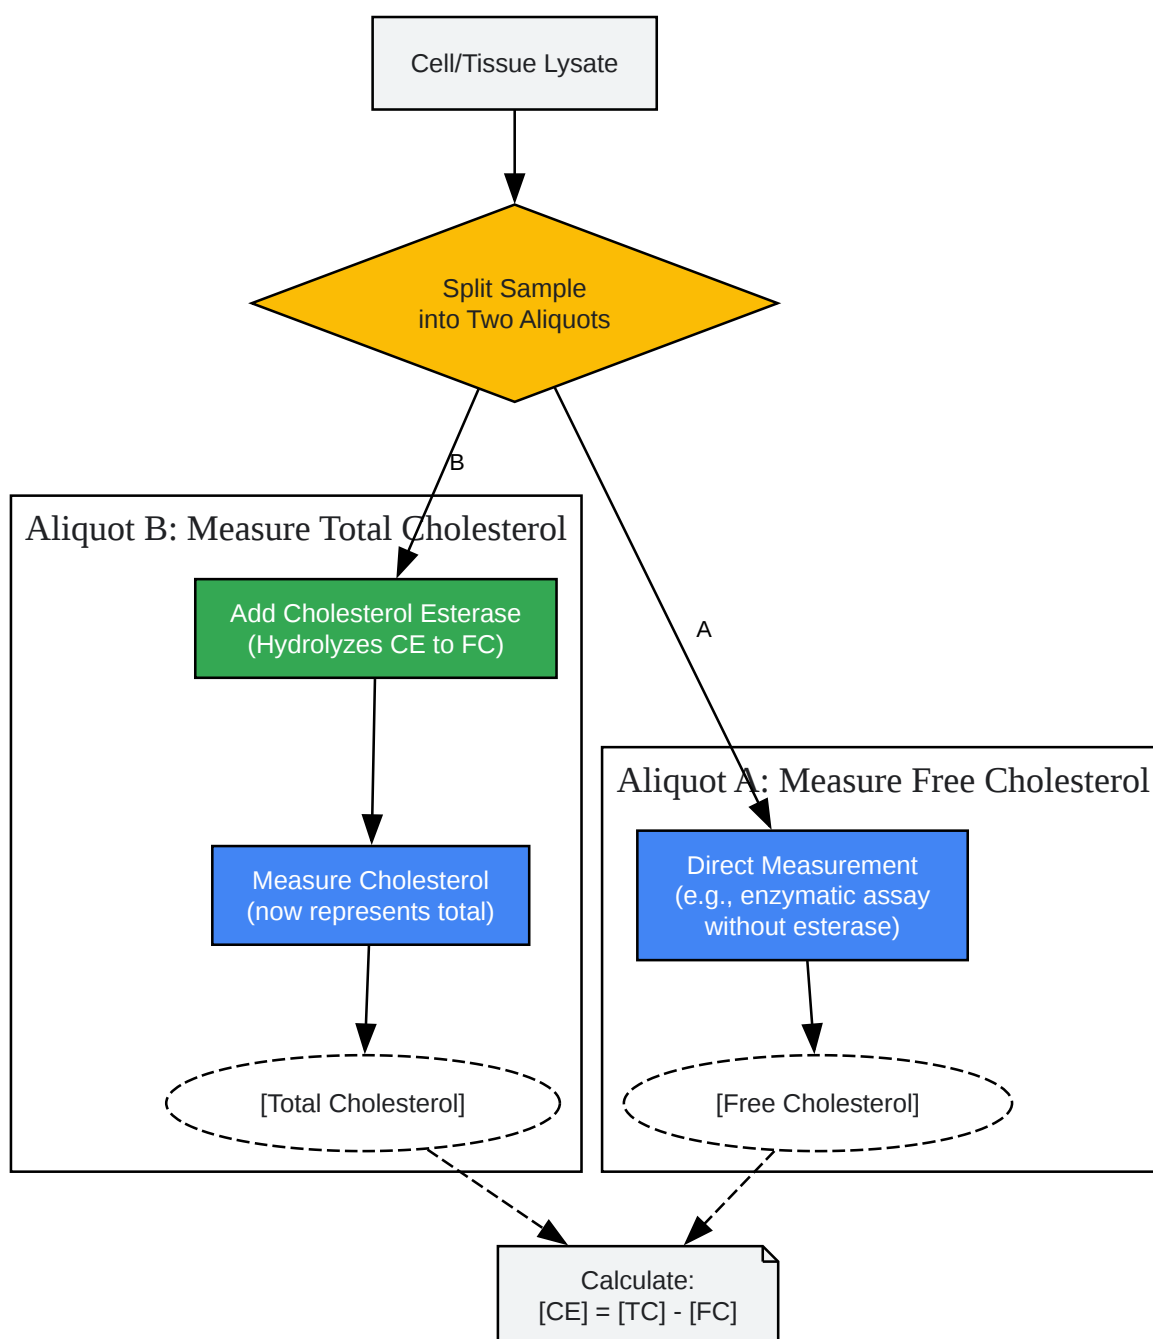 Cell/Tissue Lysate
Split Sample
into Two Aliquots
B
A
Aliquot B: Measure Total Cholesterol
Add Cholesterol Esterase
(Hydrolyzes CE to FC)
Measure Cholesterol
(now represents total)
[Total Cholesterol]
Aliquot A: Measure Free Cholesterol
Direct Measurement
(e.g., enzymatic assay
without esterase)
[Free Cholesterol]
Calculate:
[CE] = [TC] - [FC]